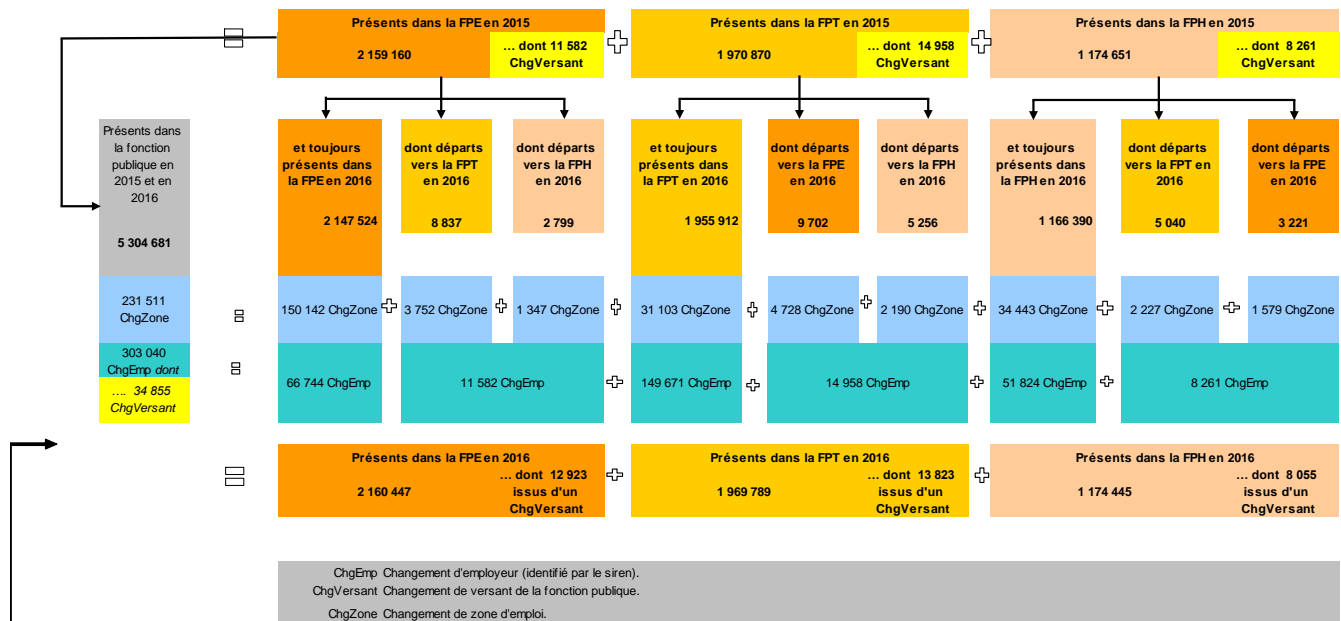 Présents dans la FPE en 2015
2 159 160
... dont 11 582
ChgVersant
Présents dans la FPT en 2015
1 970 870
... dont 14 958
ChgVersant
Présents dans la FPH en 2015
1 174 651
... dont 8 261
ChgVersant
Présents dans
la fonction
publique en
2015 et en
2016
5 304 681
et toujours
présents dans
la FPE en 2016
2 147 524
dont départs
vers la FPT
en 2016
8 837
dont départs
vers la FPH
en 2016
2 799
et toujours
présents dans
la FPT en 2016
1 955 912
dont départs
vers la FPE
en 2016
9 702
dont départs
vers la FPH
en 2016
5 256
et toujours
présents dans
la FPH en 2016
1 166 390
dont départs
vers la FPT en
2016
5 040
dont départs
vers la FPE
en 2016
3 221
231 511
ChgZone
150 142 ChgZone
3 752 ChgZone
1 347 ChgZone
31 103 ChgZone
4 728 ChgZone
2 190 ChgZone
34 443 ChgZone
2 227 ChgZone
1 579 ChgZone
303 040
ChgEmp dont
.... 34 855
ChgVersant
66 744 ChgEmp
11 582 ChgEmp
149 671 ChgEmp
14 958 ChgEmp
51 824 ChgEmp
8 261 ChgEmp
Présents dans la FPE en 2016
2 160 447
... dont 12 923
issus d'un
ChgVersant
Présents dans la FPT en 2016
1 969 789
... dont 13 823
issus d'un
ChgVersant
Présents dans la FPH en 2016
1 174 445
... dont 8 055
issus d'un
ChgVersant
ChgEmp Changement d'employeur (identifié par le siren).
ChgVersant Changement de versant de la fonction publique.
ChgZone Changement de zone d'emploi.